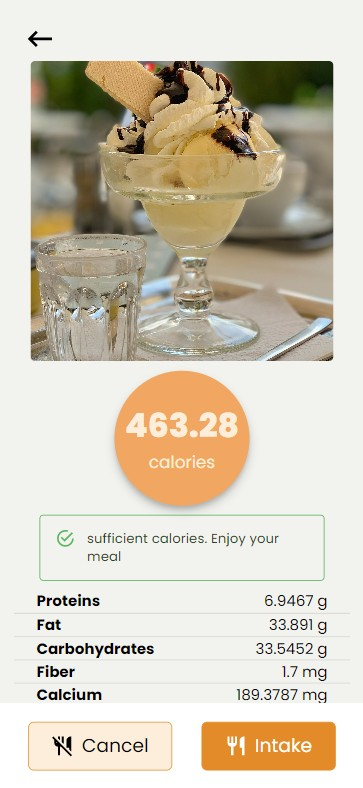 463.28
calories
sufficient calories. Enjoy your
meal
Proteins 6.9467 g
Fat 33.891 g
Carbohydrates 33.5452 g
Fiber 1.7 mg
Calcium 189.3787 mg
Cancel Intake